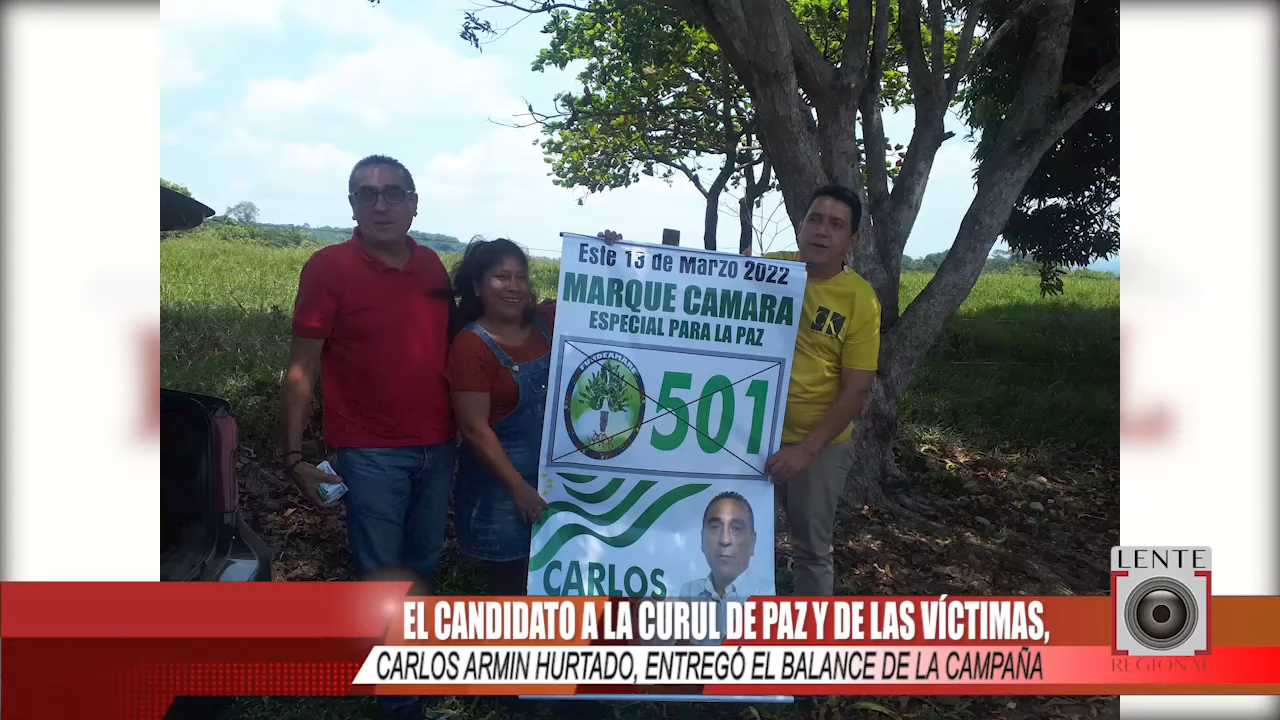 Este 13 de Marzo 2022
MARQUE CAMARA
ESPECIAL PARA LA PAZ
501
CARLOS
EL CANDIDATO A LA CURUL DE PAZ Y DE LAS VÍCTIMAS,
CARLOS ARMIN HURTADO, ENTREGÓ EL BALANCE DE LA CAMPAÑA
LENTE
REGIONAL